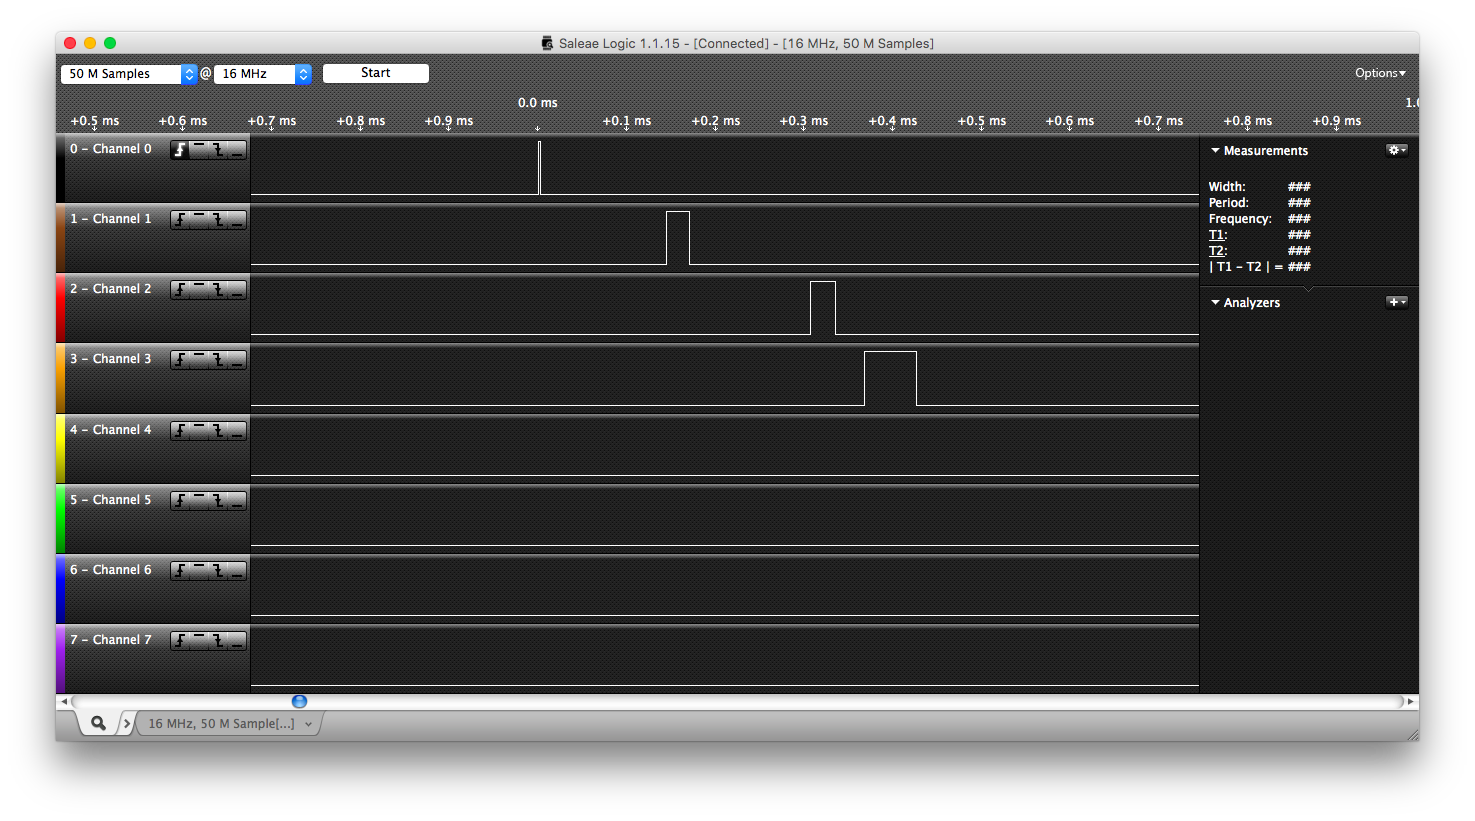 Saleae Logic 1.1.15 - [Connected] - [16 MHz, 50 M Samples]
50 M Samples @ 16 MHz Start Options
0.0 ms 1.0
+0.5 ms +0.6 ms +0.7 ms +0.8 ms +0.9 ms +0.1 ms +0.2 ms +0.3 ms +0.4 ms +0.5 ms +0.6 ms +0.7 ms +0.8 ms +0.9 ms
0 - Channel 0
1 - Channel 1
2 - Channel 2
3 - Channel 3
4 - Channel 4
5 - Channel 5
6 - Channel 6
7 - Channel 7
Measurements
Width: ###
Period: ###
Frequency: ###
T1: ###
T2: ###
| T1 - T2 | = ###
Analyzers
16 MHz, 50 M Sample[...]